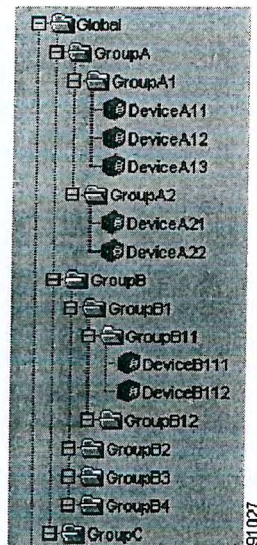 Global
GroupA
GroupA1
DeviceA11
DeviceA12
DeviceA13
GroupA2
DeviceA21
DeviceA22
GroupB
GroupB1
GroupB11
DeviceB111
DeviceB112
GroupB12
GroupB2
GroupB3
GroupB4
GroupC
91027